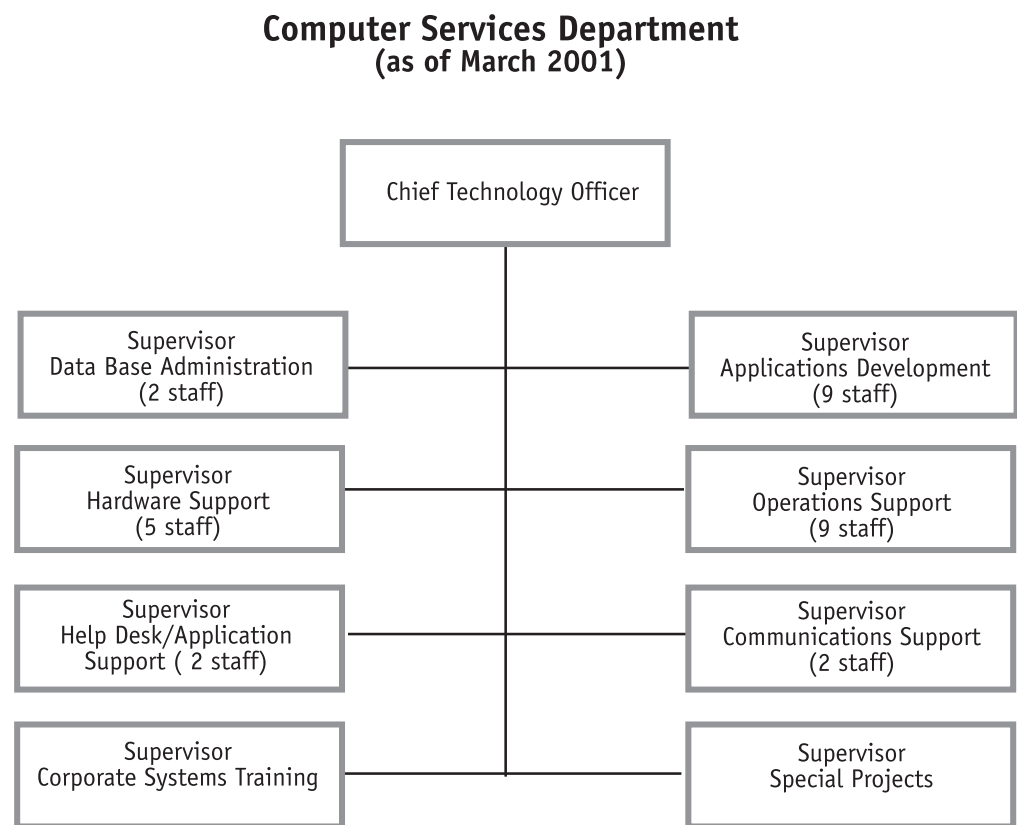 Computer Services Department
(as of March 2001)
Chief Technology Officer
Supervisor
Data Base Administration
(2 staff)
Supervisor
Applications Development
(9 staff)
Supervisor
Hardware Support
(5 staff)
Supervisor
Operations Support
(9 staff)
Supervisor
Help Desk/Application
Support ( 2 staff)
Supervisor
Communications Support
(2 staff)
Supervisor
Corporate Systems Training
Supervisor
Special Projects